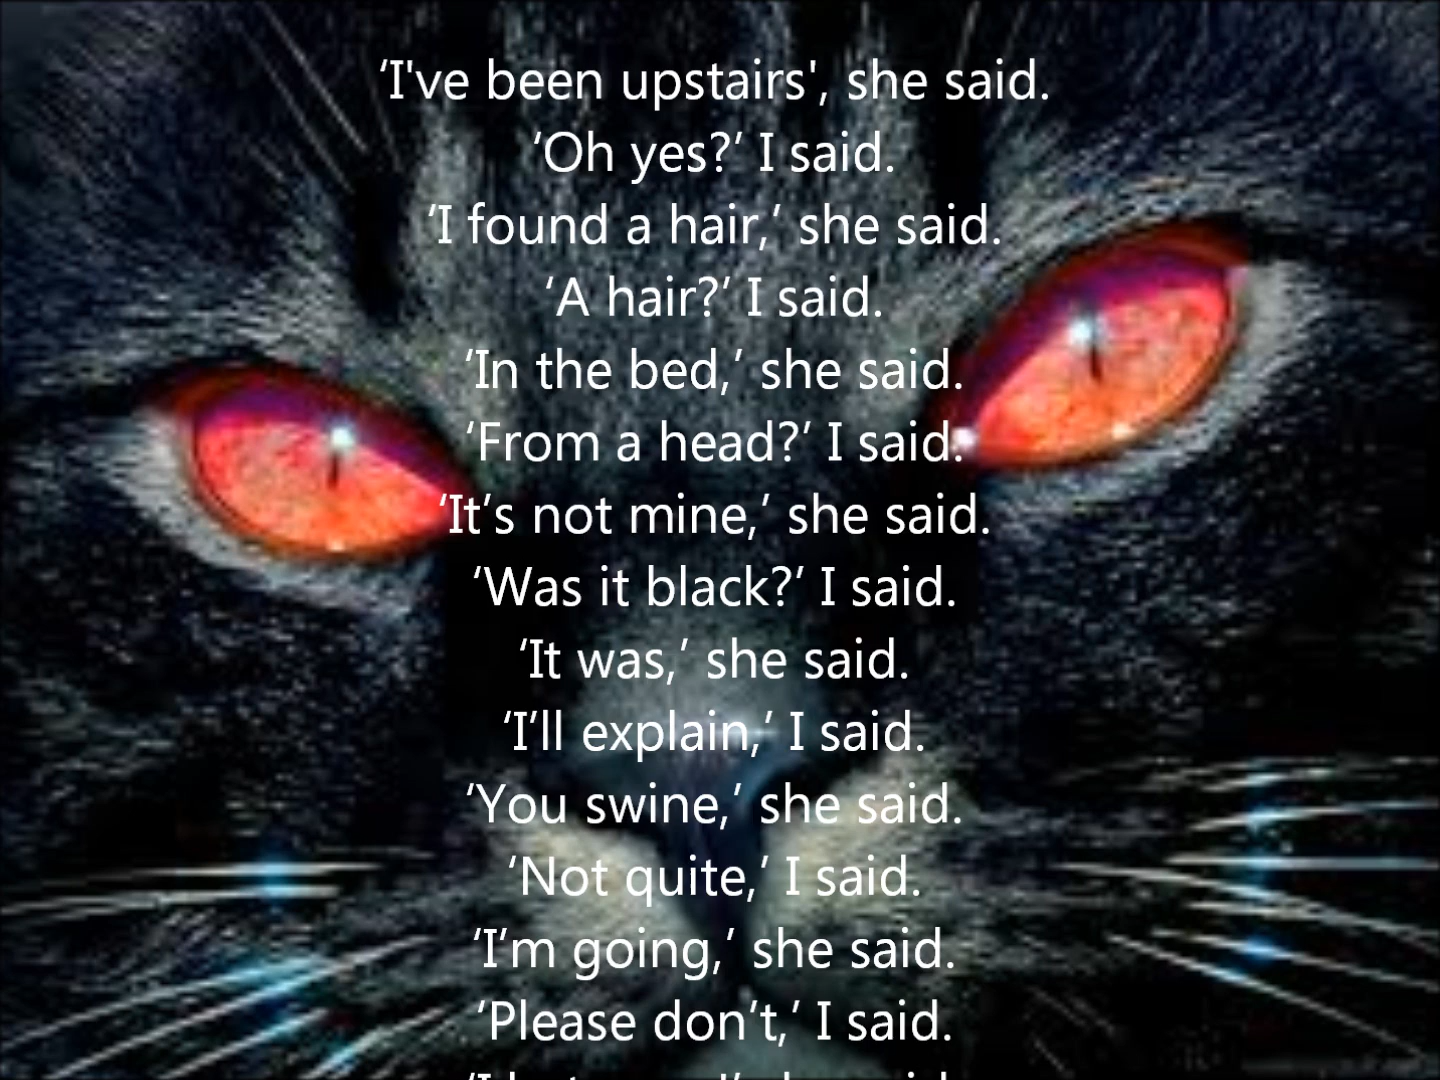 ‘I've been upstairs', she said.
‘Oh yes?’ I said.
‘I found a hair,’ she said.
‘A hair?’ I said.
‘In the bed,’ she said.
‘From a head?’ I said.
‘It’s not mine,’ she said.
‘Was it black?’ I said.
‘It was,’ she said.
‘I’ll explain,’ I said.
‘You swine,’ she said.
‘Not quite,’ I said.
‘I’m going,’ she said.
‘Please don’t,’ I said.